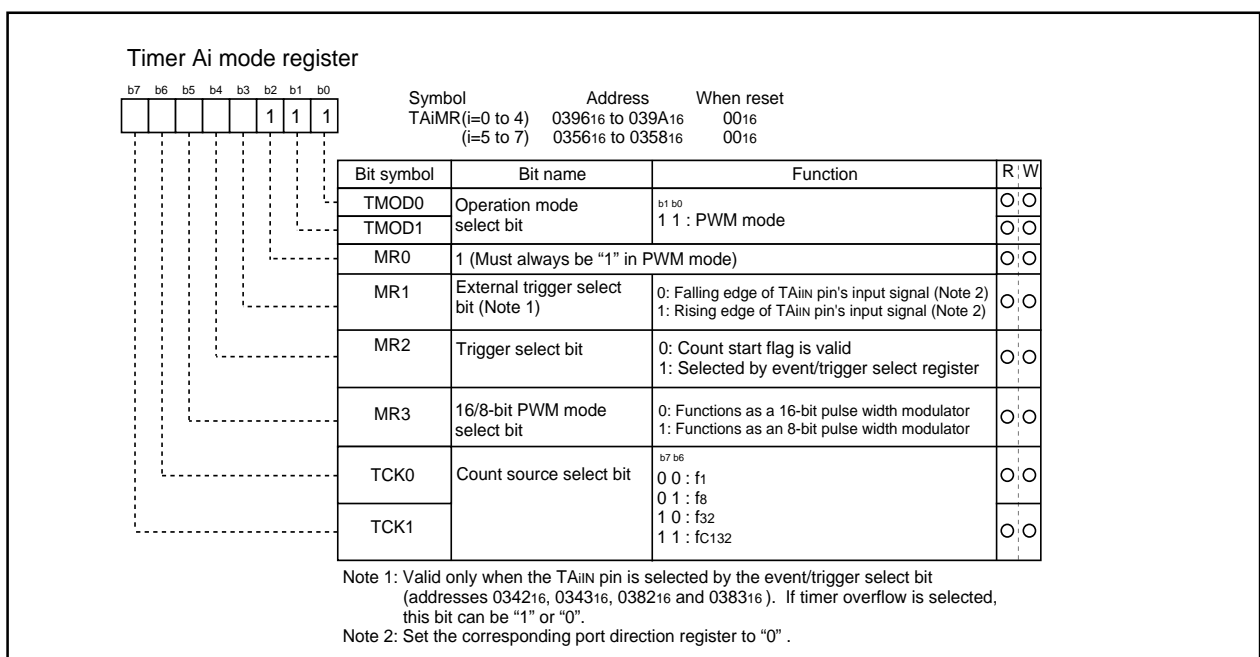 Timer Ai mode register
b7 b6 b5 b4 b3 b2 b1 b0
1 1 1
Symbol Address When reset
TAiMR(i=0 to 4) 039616 to 039A16 0016
(i=5 to 7) 035616 to 035816 0016
Bit symbol Bit name Function R W
TMOD0 Operation mode
select bit
b1 b0
1 1 : PWM mode
TMOD1
MR0 1 (Must always be “1” in PWM mode)
MR1 External trigger select
bit (Note 1)
0: Falling edge of TAiIN pin's input signal (Note 2)
1: Rising edge of TAiIN pin's input signal (Note 2)
MR2 Trigger select bit
0: Count start flag is valid
1: Selected by event/trigger select register
MR3 16/8-bit PWM mode
select bit
0: Functions as a 16-bit pulse width modulator
1: Functions as an 8-bit pulse width modulator
TCK0 Count source select bit
b7 b6
0 0 : f1
0 1 : f8
1 0 : f32
1 1 : fC132
TCK1
Note 1: Valid only when the TAiIN pin is selected by the event/trigger select bit
(addresses 034216, 034316, 038216 and 038316 ). If timer overflow is selected,
this bit can be “1” or “0”.
Note 2: Set the corresponding port direction register to “0” .